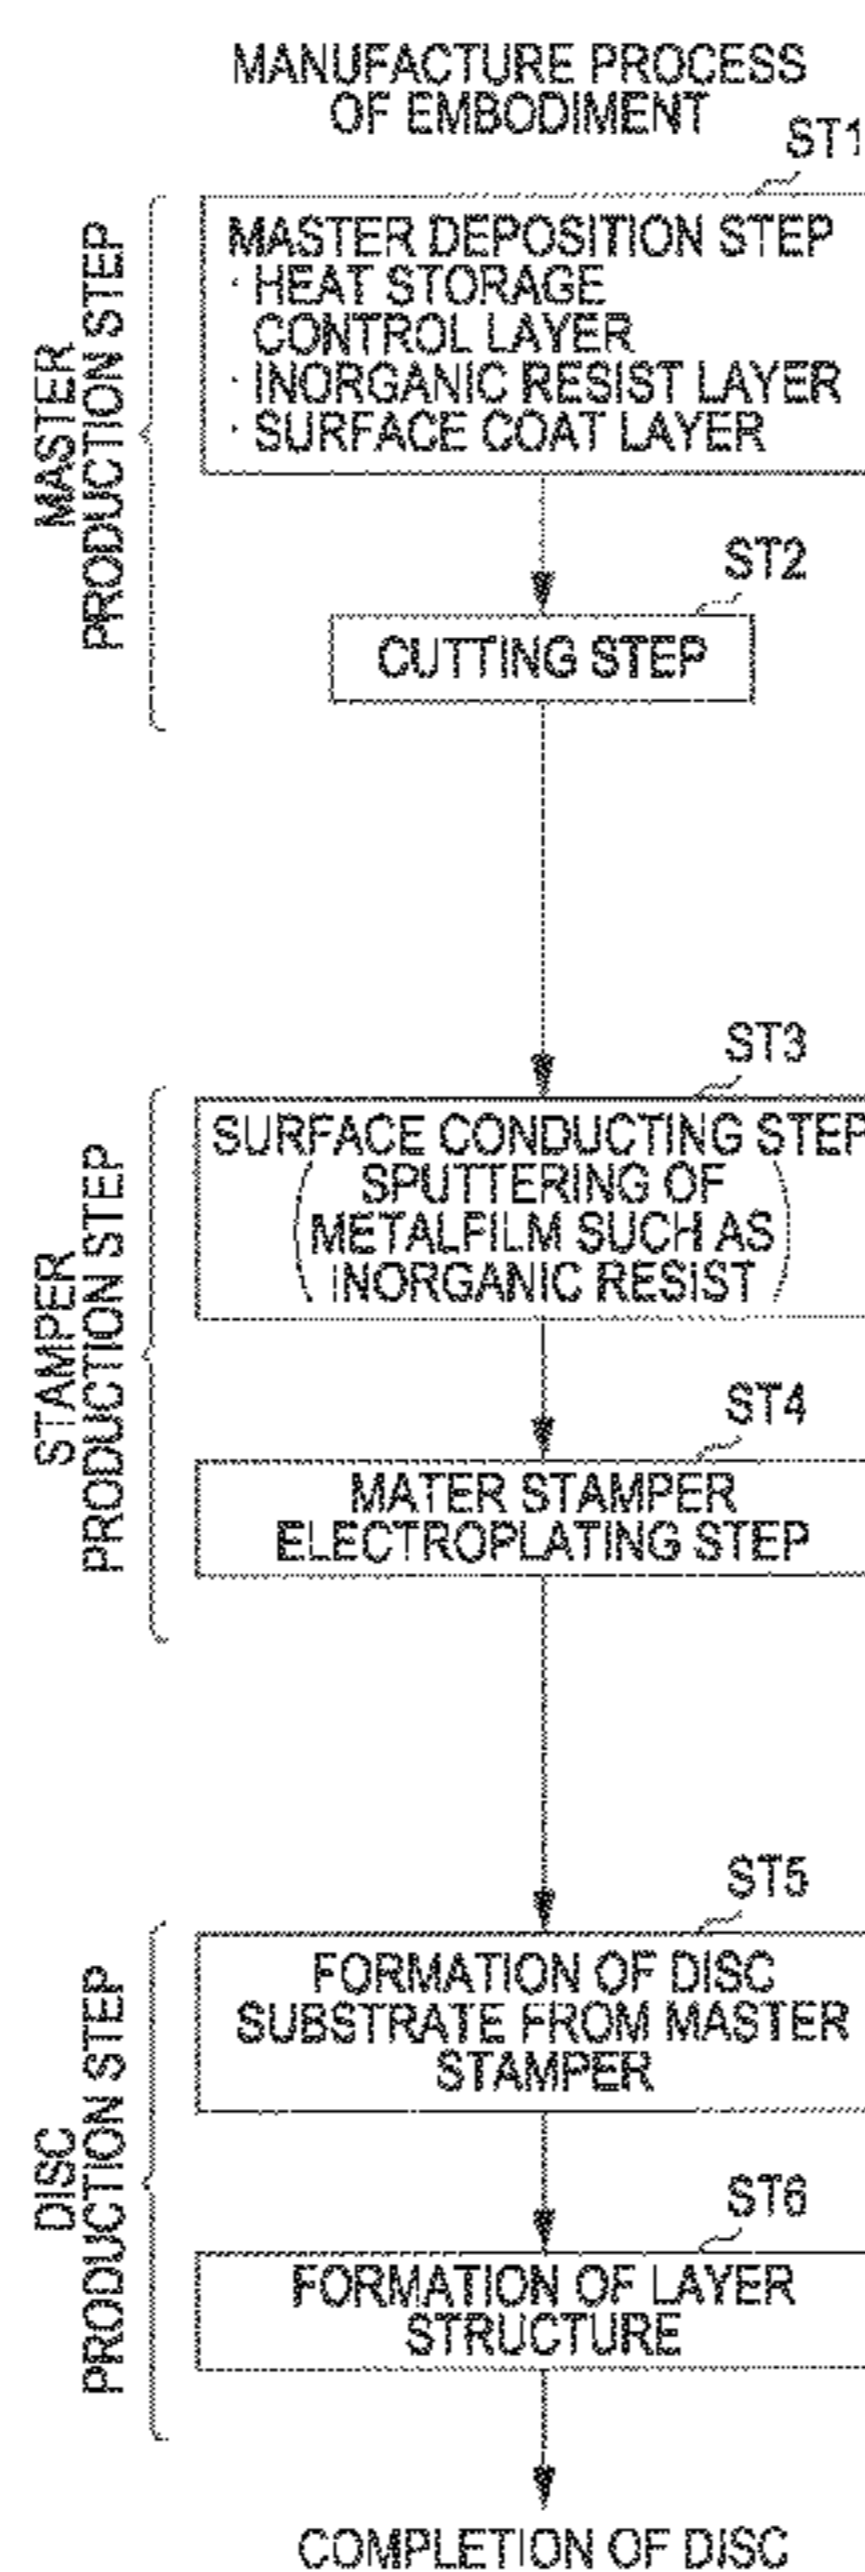 MANUFACTURE PROCESS
OF EMBODIMENT
ST1
MASTER
PRODUCTION STEP
MASTER DEPOSITION STEP
· HEAT STORAGE
CONTROL LAYER
· INORGANIC RESIST LAYER
· SURFACE COAT LAYER
ST2
CUTTING STEP
STAMPER
PRODUCTION STEP
ST3
SURFACE CONDUCTING STEP
(SPUTTERING OF
METALFILM SUCH AS
INORGANIC RESIST)
ST4
MATER STAMPER
ELECTROPLATING STEP
DISC
PRODUCTION STEP
ST5
FORMATION OF DISC
SUBSTRATE FROM MASTER
STAMPER
ST6
FORMATION OF LAYER
STRUCTURE
COMPLETION OF DISC